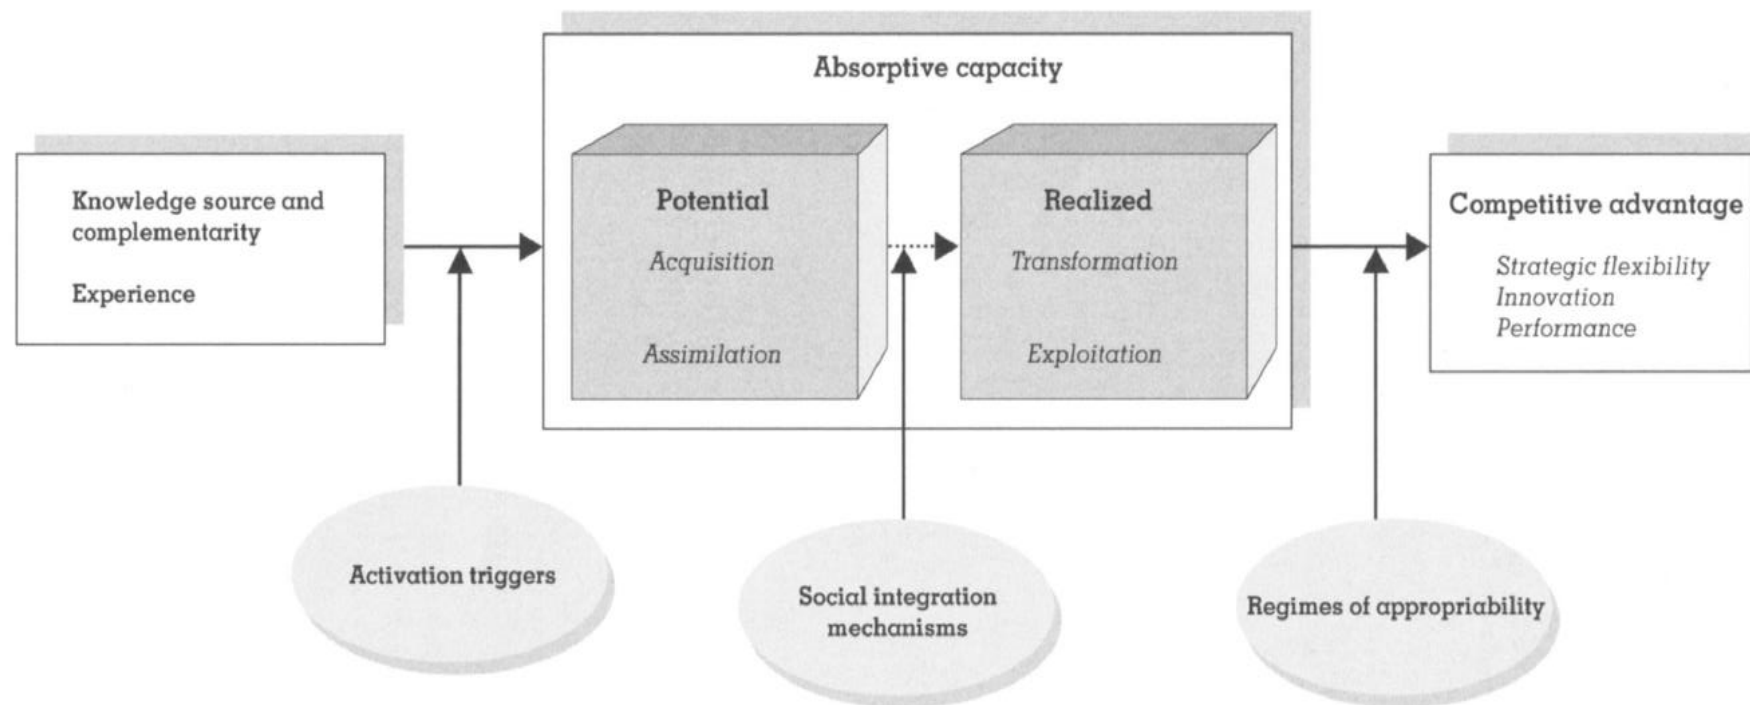 Absorptive capacity
Knowledge source and
complementarity
Experience
Potential
Acquisition
Assimilation
Realized
Transformation
Exploitation
Competitive advantage
Strategic flexibility
Innovation
Performance
Activation triggers
Social integration
mechanisms
Regimes of appropriability